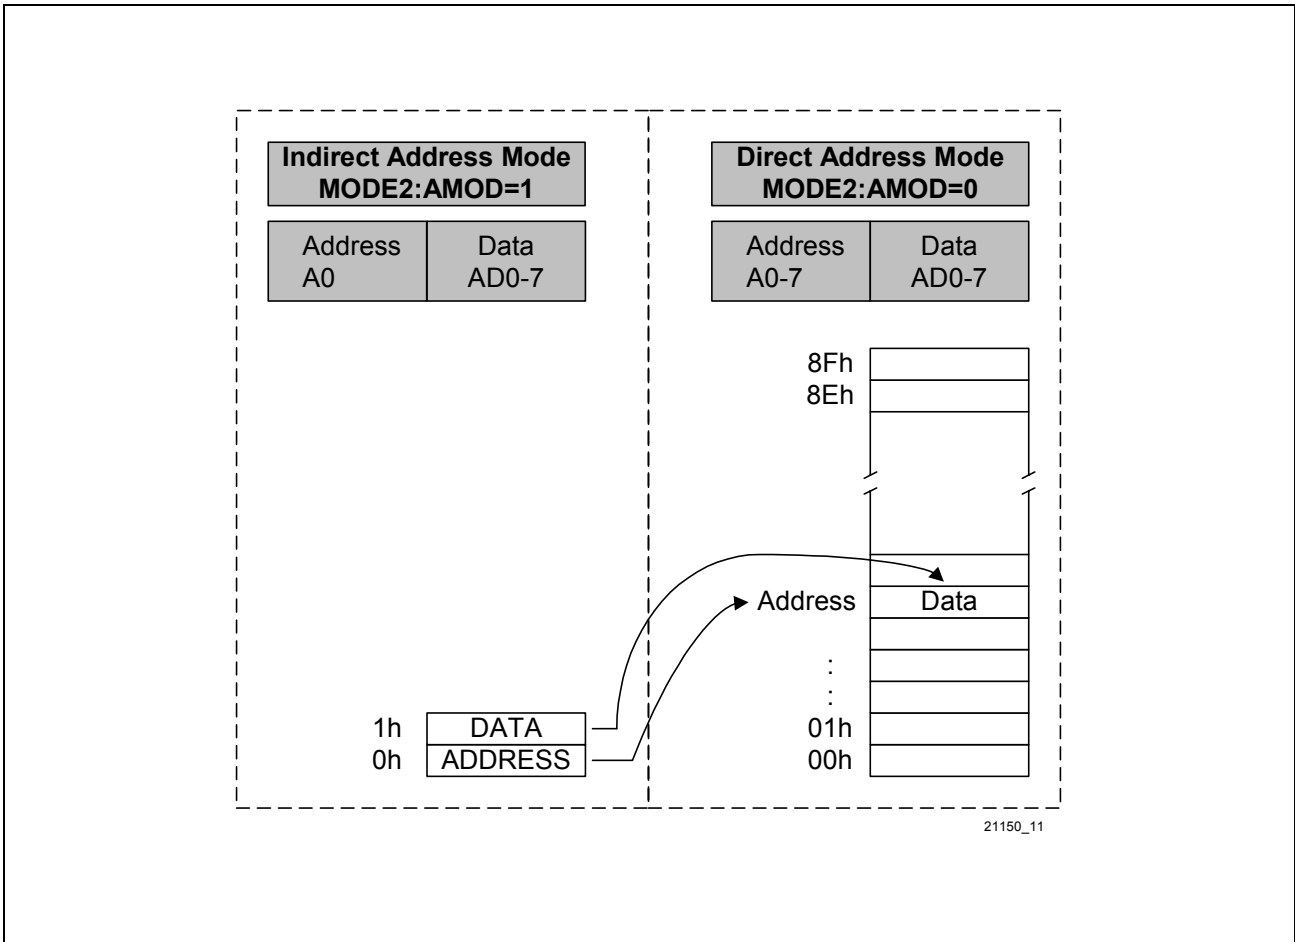 Indirect Address Mode
MODE2:AMOD=1
Address
A0
Data
AD0-7
1h
DATA
0h
ADDRESS
Direct Address Mode
MODE2:AMOD=0
Address
A0-7
Data
AD0-7
8Fh
8Eh
Address
Data
:
:
01h
00h
21150_11